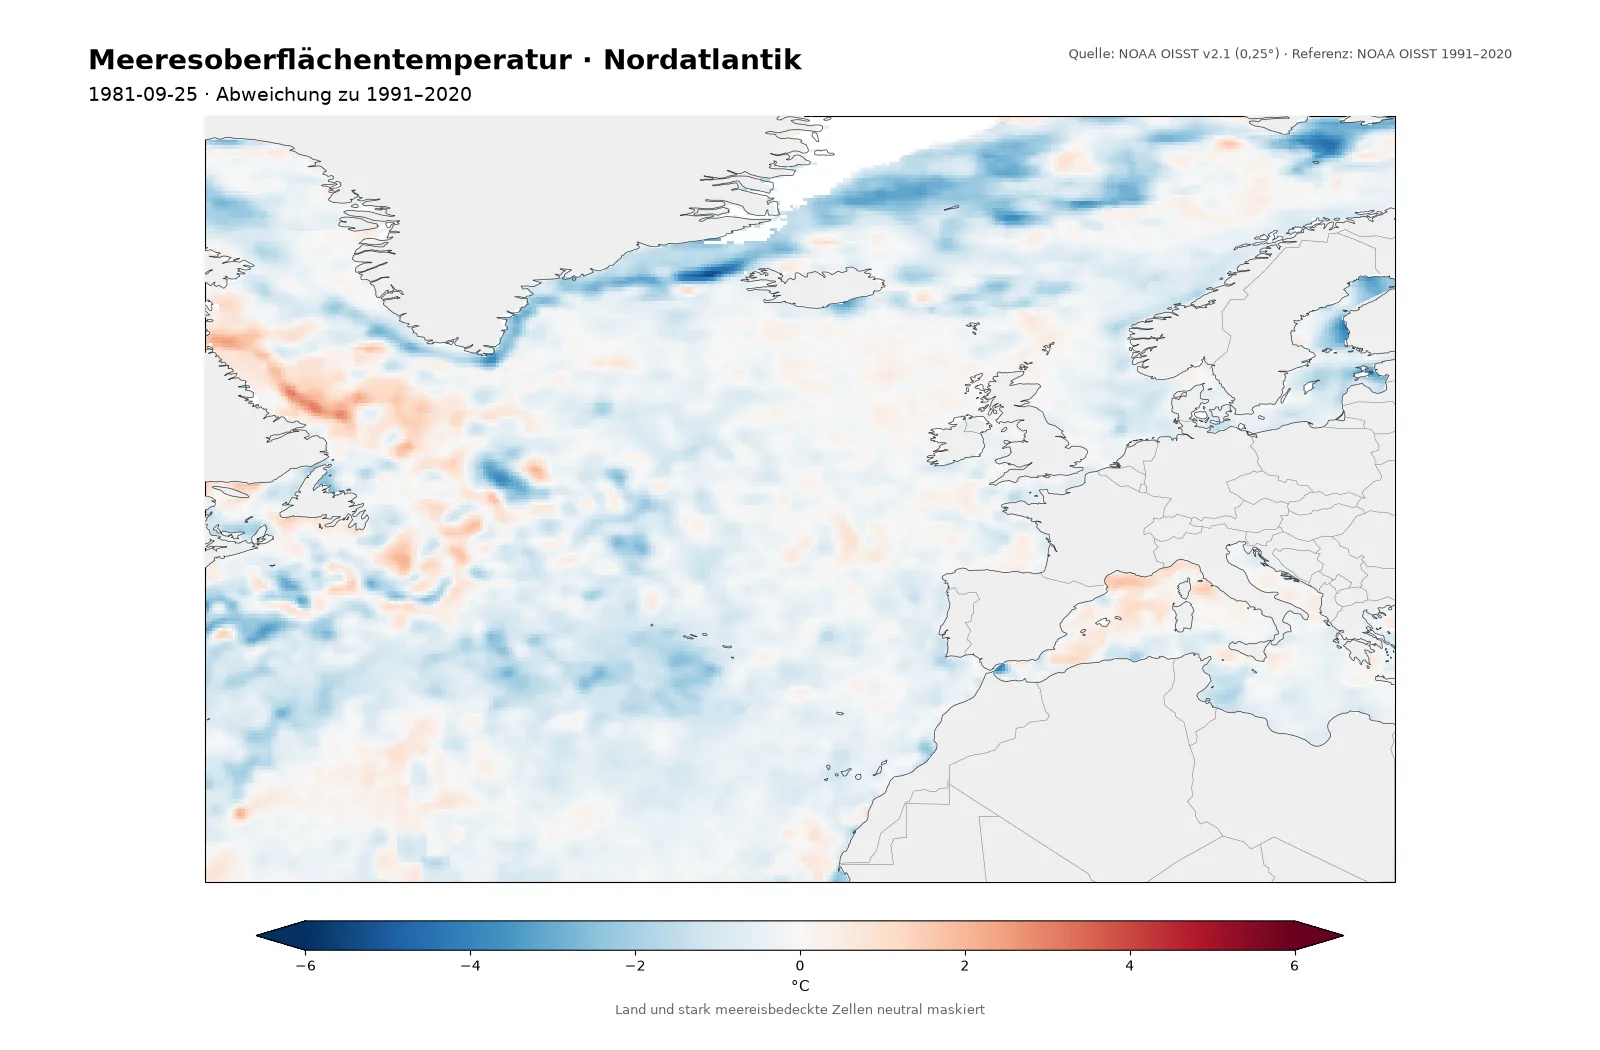 Meeresoberflächentemperatur · Nordatlantik
Quelle: NOAA OISST v2.1 (0,25°) · Referenz: NOAA OISST 1991–2020
1981-09-25 · Abweichung zu 1991–2020
−6 −4 −2 0 2 4 6
°C
Land und stark meereisbedeckte Zellen neutral maskiert